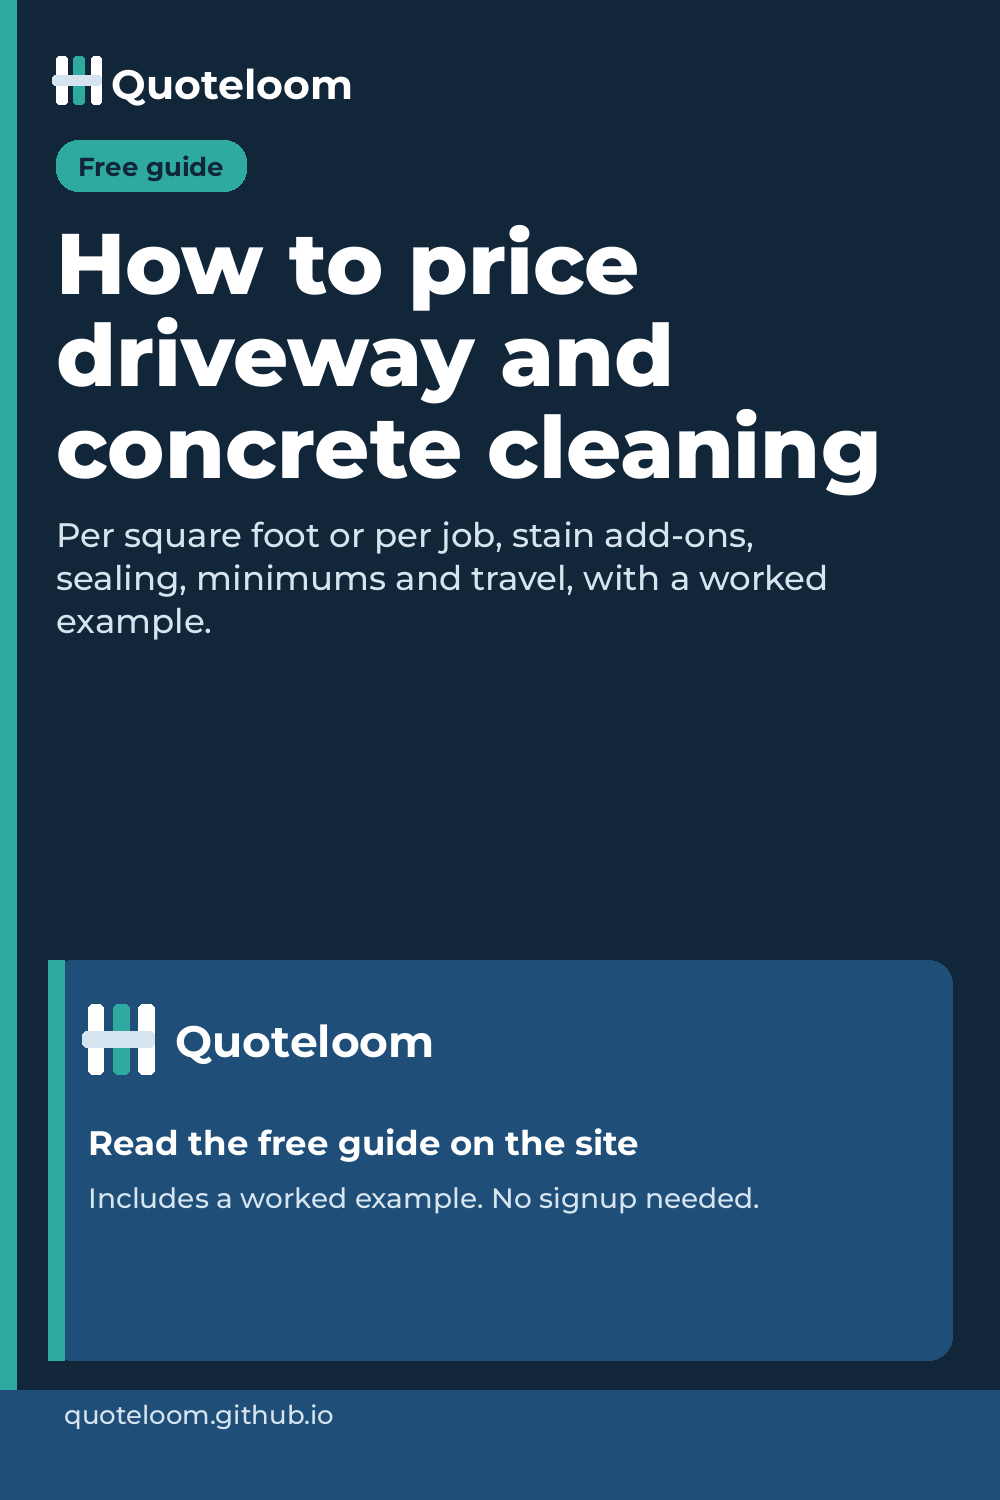 Quoteloom
Free guide
How to price
driveway and
concrete cleaning
Per square foot or per job, stain add-ons,
sealing, minimums and travel, with a worked
example.
Quoteloom
Read the free guide on the site
Includes a worked example. No signup needed.
quoteloom.github.io